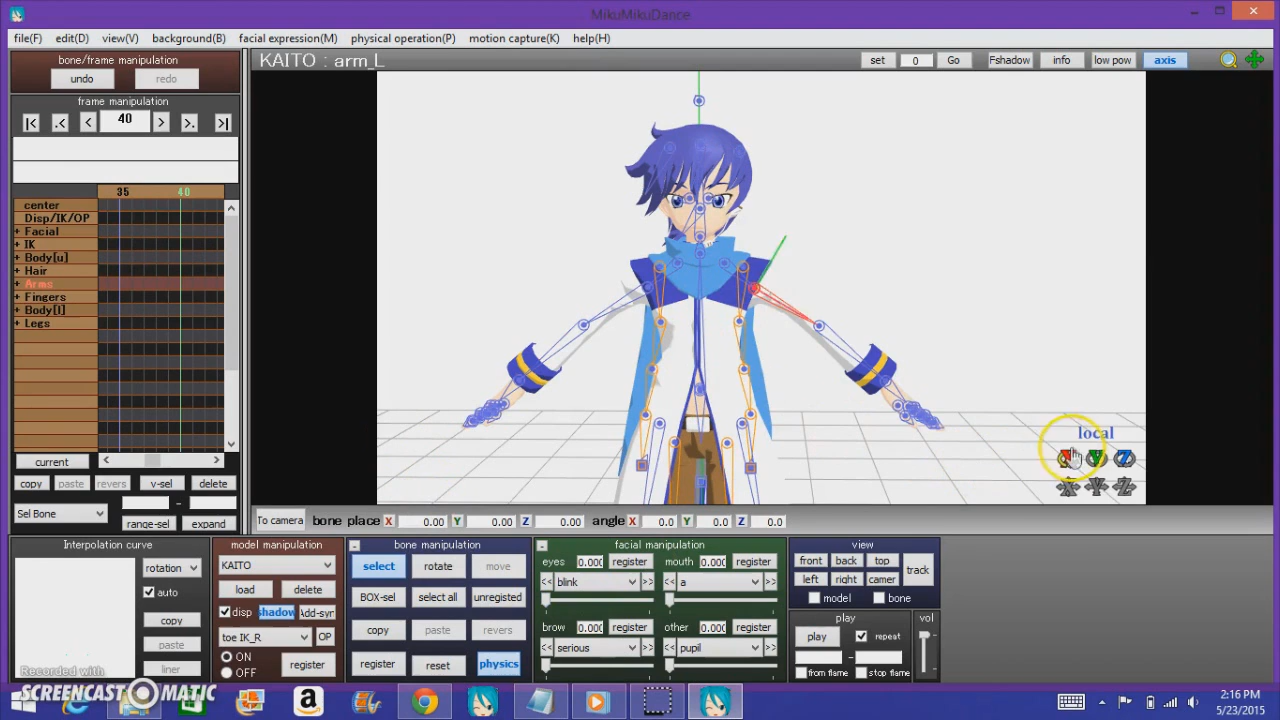 MikuMikuDance
file(F) edit(D) view(V) background(B) facial expression(M) physical operation(P) motion capture(K) help(H)
bone/frame manipulation
undo redo
frame manipulation
|< .< < 40 > >. >|
35 40
center
Disp/IK/OP
+ Facial
+ IK
+ Body[u]
+ Hair
+ Arms
+ Fingers
+ Body[l]
+ Legs
current
copy paste revers v-sel delete
Sel Bone -
range-sel expand
KAITO : arm_L
set 0 Go Fshadow info low pow axis
local
X Y Z
X Y Z
To camera bone place X 0.00 Y 0.00 Z 0.00 angle X 0.0 Y 0.0 Z 0.0
Interpolation curve
rotation
auto
copy
paste
liner
model manipulation
KAITO
load delete
disp shadow Add-syn
toe IK_R OP
ON
OFF
register
- bone manipulation
select rotate move
BOX-sel select all unregisted
copy paste revers
register reset physics
- facial manipulation
eyes 0.000 register mouth 0.000 register
<< blink >> << a >>
brow 0.000 register other 0.000 register
<< serious >> << pupil >>
view
front back top
left right camer
track
model bone
play
play repeat
-
from flame stop flame
vol
Recorded with
SCREENCAST MATIC
a
2:16 PM
5/23/2015